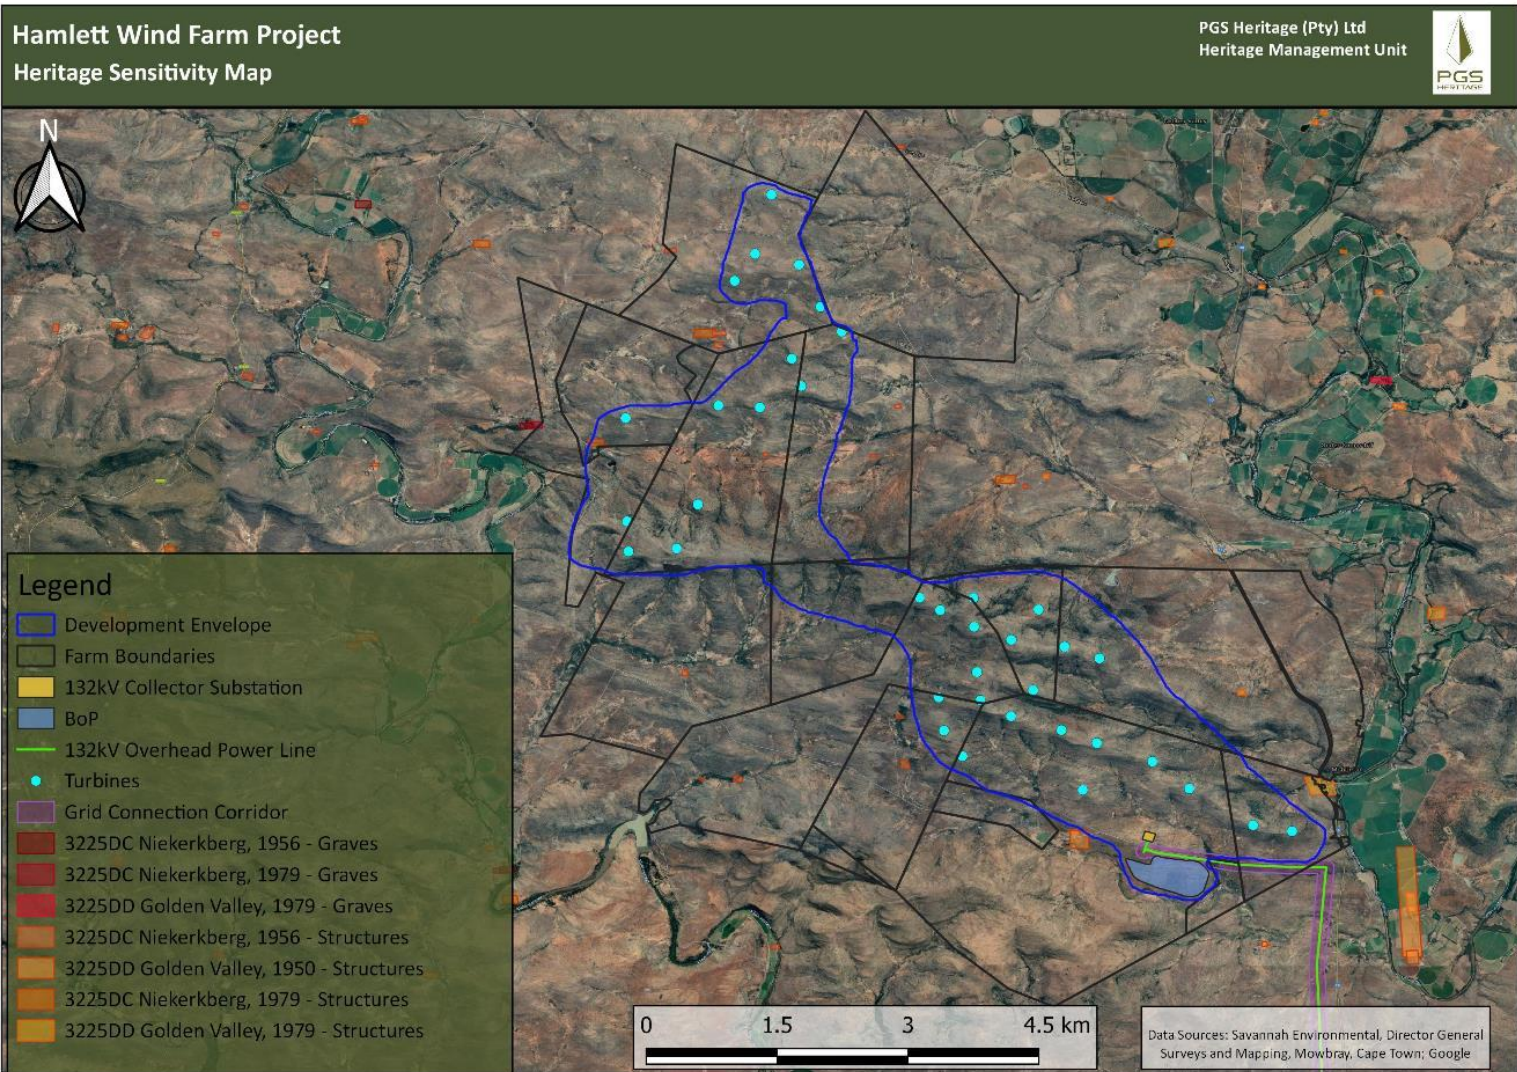 Hamlett Wind Farm Project
Heritage Sensitivity Map
PGS Heritage (Pty) Ltd
Heritage Management Unit
PGS
HERITAGE
N
Legend
Development Envelope
Farm Boundaries
132kV Collector Substation
BoP
132kV Overhead Power Line
Turbines
Grid Connection Corridor
3225DC Niekerkberg, 1956 - Graves
3225DC Niekerkberg, 1979 - Graves
3225DD Golden Valley, 1979 - Graves
3225DC Niekerkberg, 1956 - Structures
3225DD Golden Valley, 1950 - Structures
3225DC Niekerkberg, 1979 - Structures
3225DD Golden Valley, 1979 - Structures
0 1.5 3 4.5 km
Data Sources: Savannah Environmental, Director General
Surveys and Mapping, Mowbray, Cape Town; Google